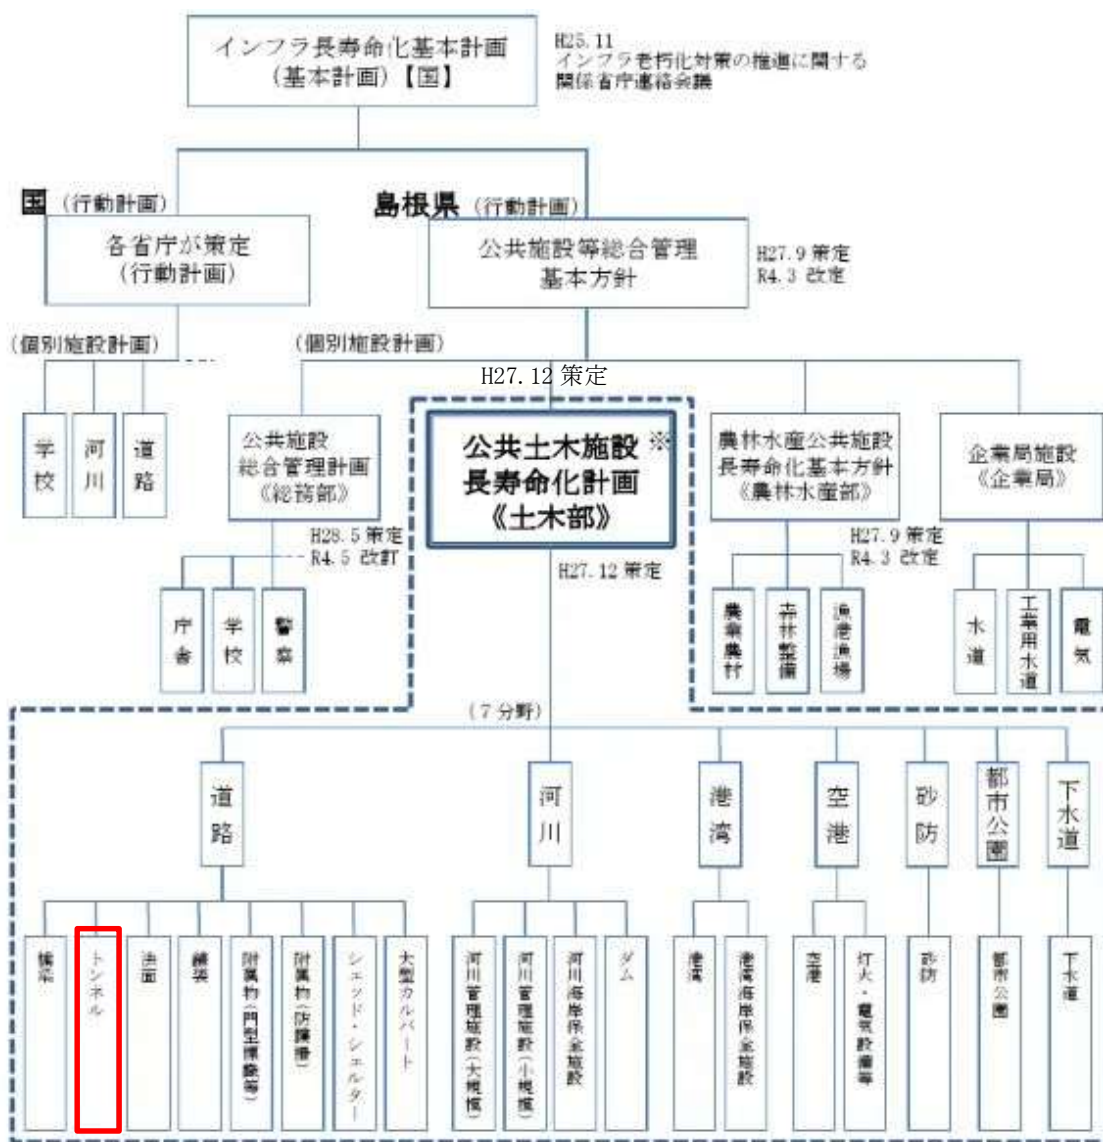 インフラ長寿命化基本計画
(基本計画)【国】
H25.11
インフラ老朽化対策の推進に関する
関係省庁連絡会議
国 (行動計画)
島根県 (行動計画)
各省庁が策定
(行動計画)
公共施設等総合管理
基本方針
H27.9 策定
R4.3 改定
(個別施設計画)
(個別施設計画)
H27.12 策定
学校
河川
道路
公共施設
総合管理計画
《総務部》
公共土木施設 ※
長寿命化計画
《土木部》
農林水産公共施設
長寿命化基本方針
《農林水産部》
企業局施設
《企業局》
H28.5 策定
R4.5 改訂
H27.12 策定
H27.9 策定
R4.3 改定
庁舎
学校
警察
農業農村
森林整備
漁港漁場
水道
工業用水道
電気
(7分野)
道路
河川
港湾
空港
砂防
都市公園
下水道
橋梁
トンネル
法面
舗装
附属物(門型標識等)
附属物(防護柵)
シェッド・シェルター
大型カルバート
河川管理施設(大規模)
河川管理施設(小規模)
河川海岸保全施設
ダム
港湾
港湾海岸保全施設
空港
灯火・電気設備等
砂防
都市公園
下水道